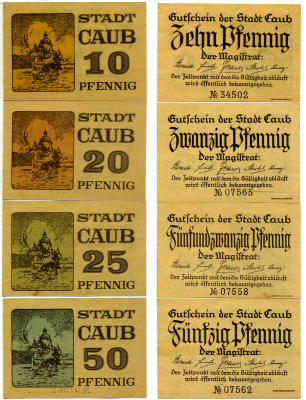 STADT
CAUB
10
PFENNIG
Gutschein der Stadt Caub
Zehn Pfennig
Der Magistrat:
Der Zeitpunkt mit dem die Gültigkeit abläuft
wird öffentlich bekanntgegeben.
№ 34502
STADT
CAUB
20
PFENNIG
Gutschein der Stadt Caub
Zwanzig Pfennig
Der Magistrat:
Der Zeitpunkt mit dem die Gültigkeit abläuft
wird öffentlich bekanntgegeben.
№ 07565
STADT
CAUB
25
PFENNIG
Gutschein der Stadt Caub
Fünfundzwanzig Pfennig
Der Magistrat:
Der Zeitpunkt mit dem die Gültigkeit abläuft
wird öffentlich bekanntgegeben.
№ 07558
STADT
CAUB
50
PFENNIG
Gutschein der Stadt Caub
Fünfzig Pfennig
Der Magistrat:
Der Zeitpunkt mit dem die Gültigkeit abläuft
wird öffentlich bekanntgegeben.
№ 07562